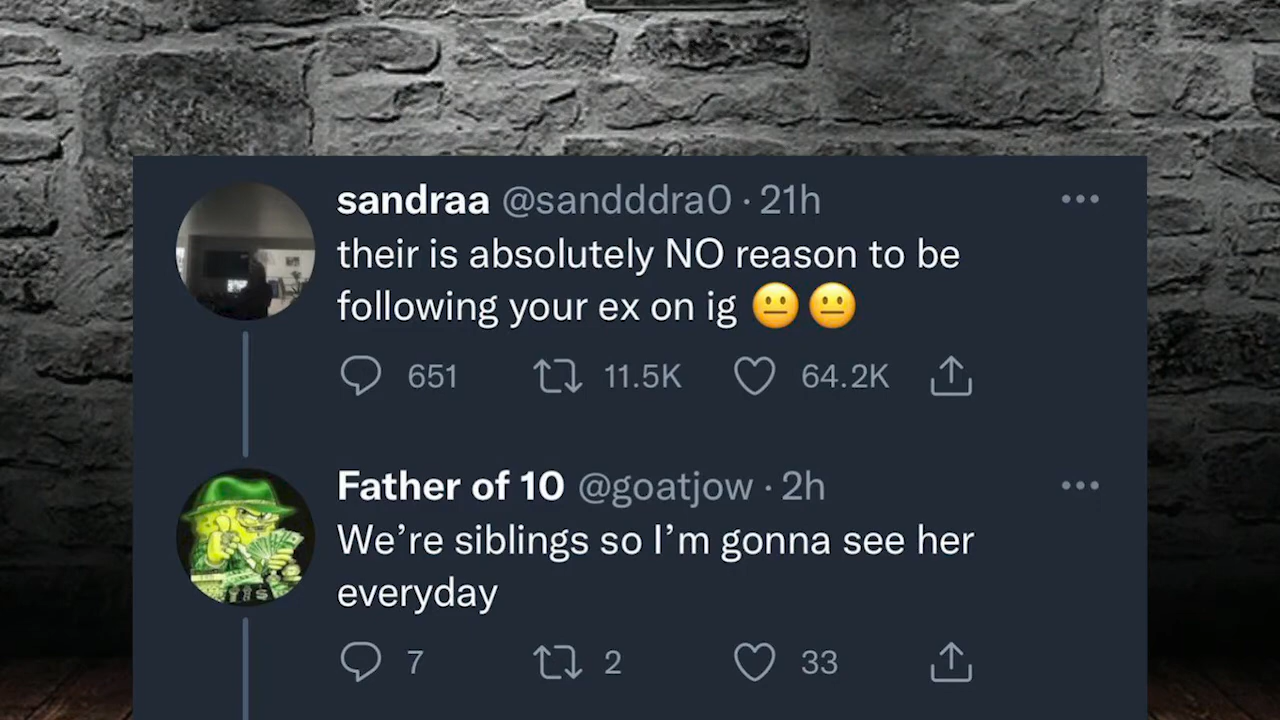 sandraa @sandddra0 · 21h
their is absolutely NO reason to be
following your ex on ig 😐 😐
651 11.5K 64.2K
Father of 10 @goatjow · 2h
We’re siblings so I’m gonna see her
everyday
7 2 33